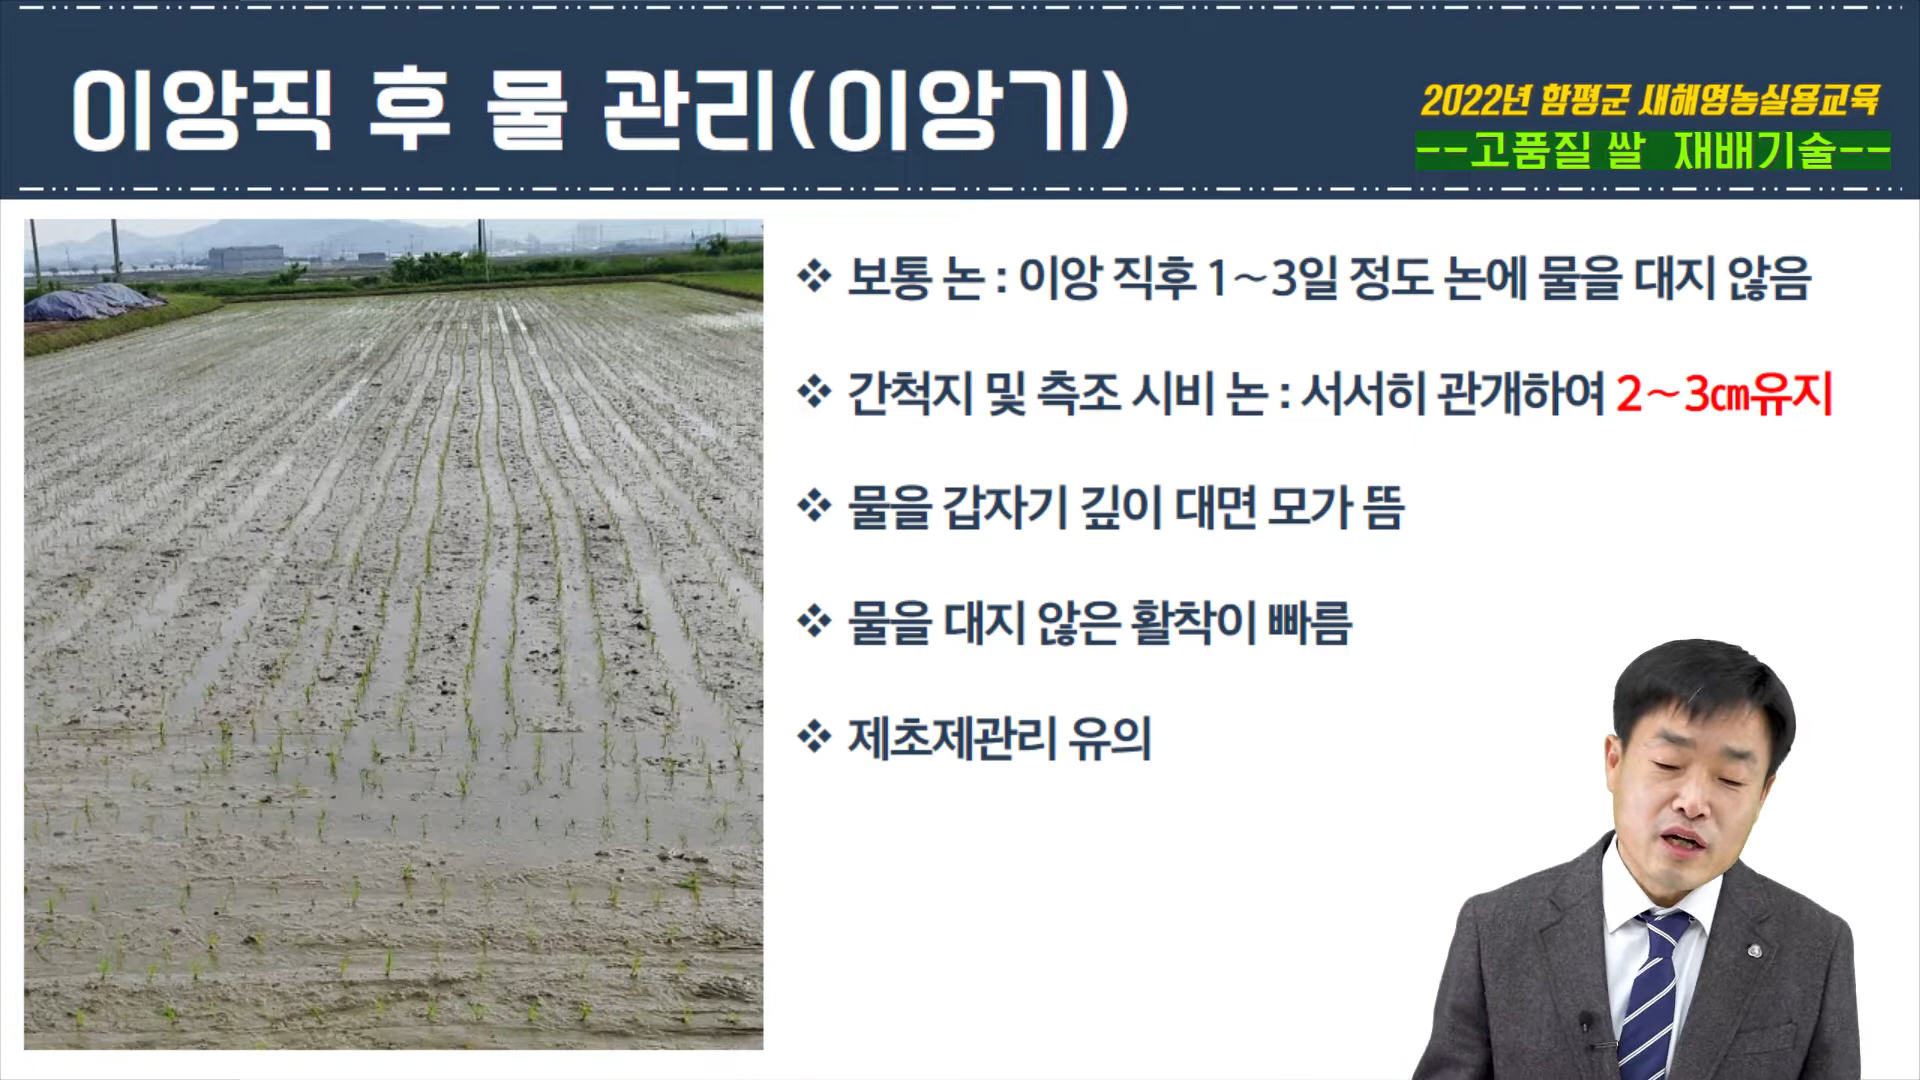 이앙직 후 물 관리(이앙기)
2022년 함평군 새해영농실용교육
--고품질 쌀 재배기술--
❖ 보통 논 : 이앙 직후 1~3일 정도 논에 물을 대지 않음
❖ 간척지 및 측조 시비 논 : 서서히 관개하여 2~3㎝유지
❖ 물을 갑자기 깊이 대면 모가 뜸
❖ 물을 대지 않은 활착이 빠름
❖ 제초제관리 유의